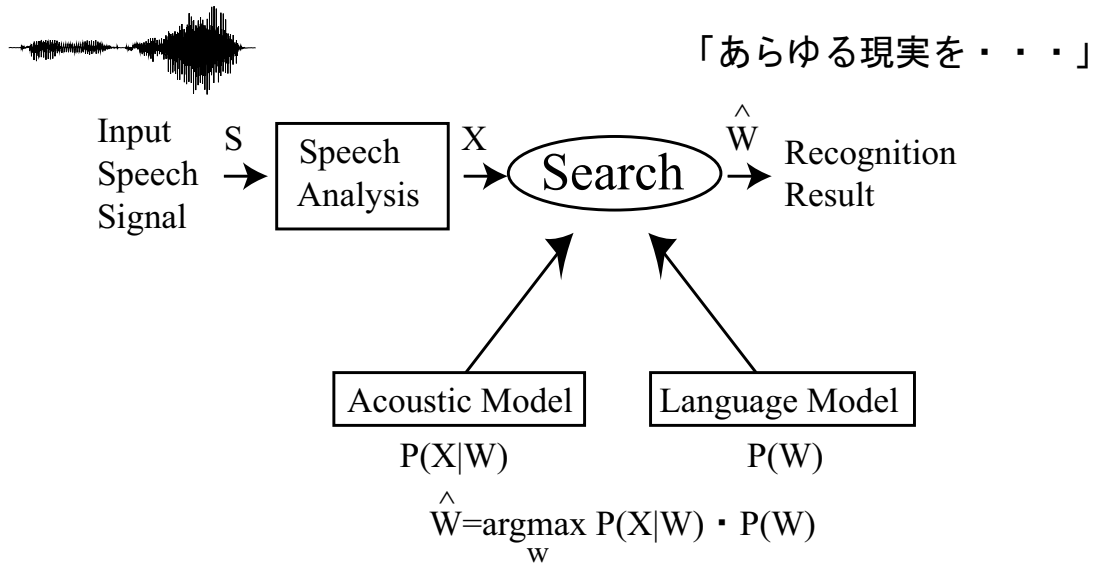 「あらゆる現実を・・・」
Input
Speech
Signal
S
Speech
Analysis
X
Search
^
W
Recognition
Result
Acoustic Model
Language Model
P(X|W)
P(W)
^
W=argmax P(X|W)・P(W)
W